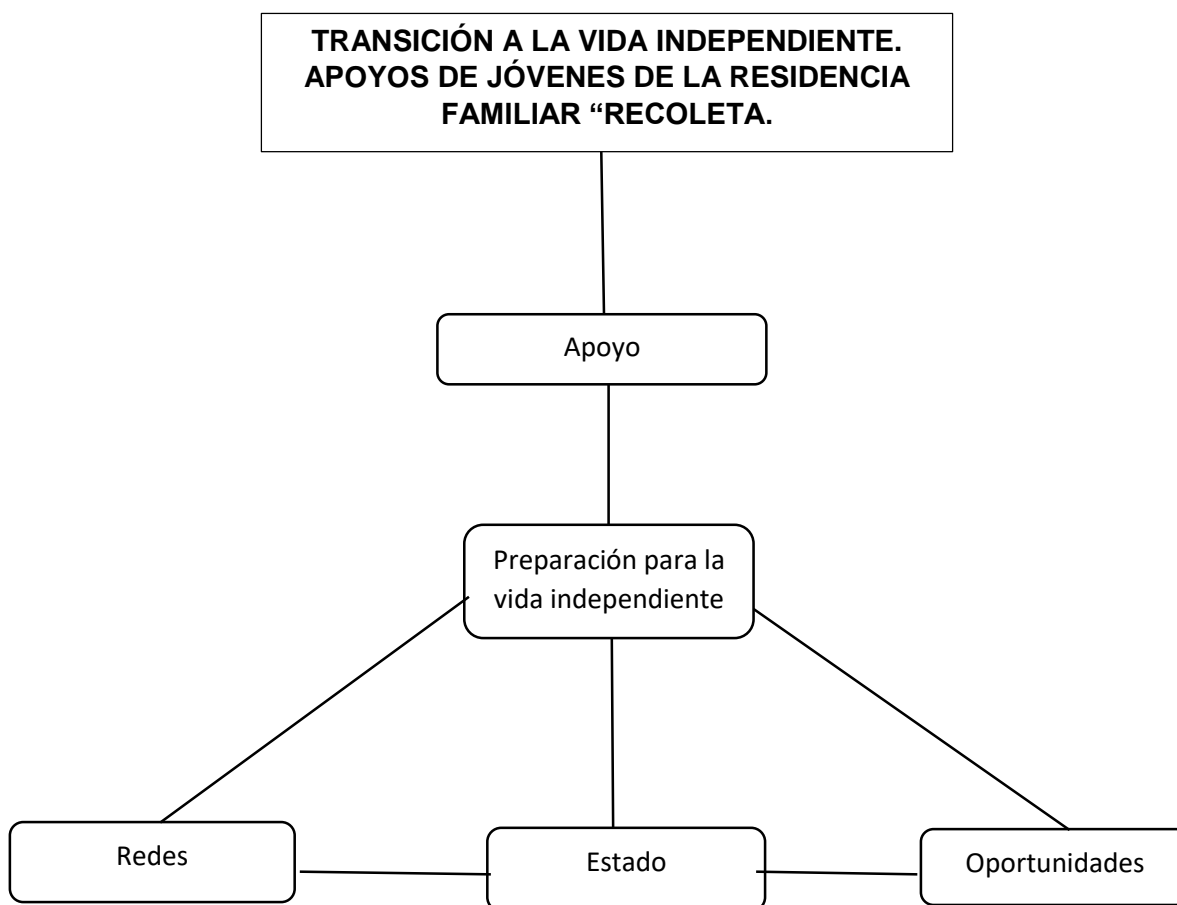 TRANSICIÓN A LA VIDA INDEPENDIENTE.
APOYOS DE JÓVENES DE LA RESIDENCIA
FAMILIAR “RECOLETA.
Apoyo
Preparación para la
vida independiente
Redes
Estado
Oportunidades